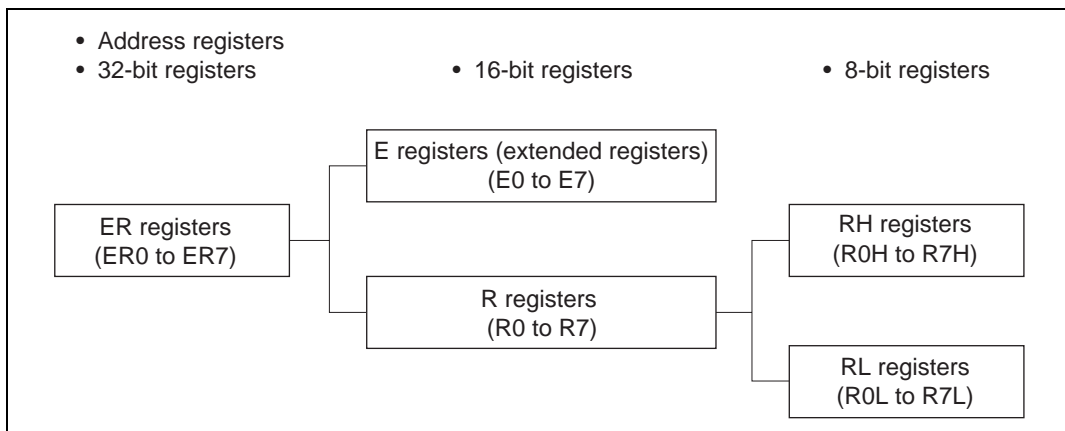 • Address registers
• 32-bit registers
• 16-bit registers
• 8-bit registers
E registers (extended registers)
(E0 to E7)
ER registers
(ER0 to ER7)
RH registers
(R0H to R7H)
R registers
(R0 to R7)
RL registers
(R0L to R7L)